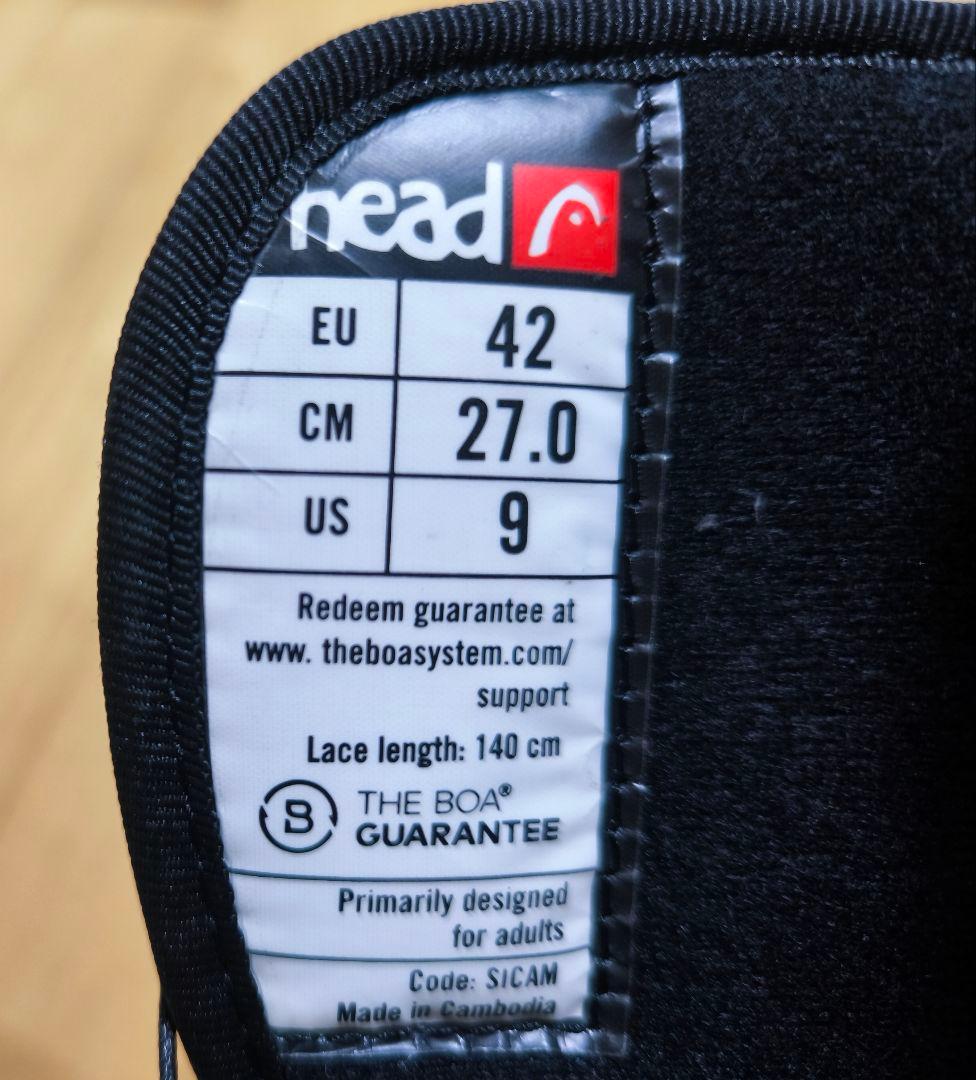 head
EU 42
CM 27.0
US 9
Redeem guarantee at
www. theboasystem.com/
support
Lace length: 140 cm
B THE BOA®
GUARANTEE
Primarily designed
for adults
Code: SICAM
Made in Cambodia